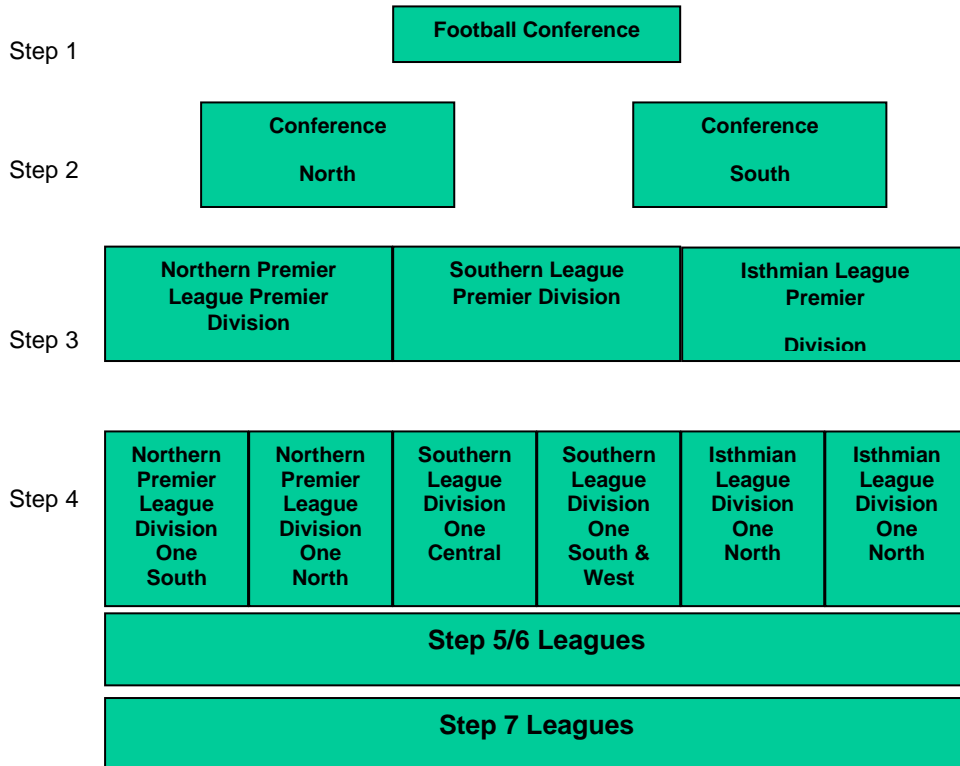 Step 1
Football Conference
Step 2
Conference
North
Conference
South
Step 3
Northern Premier
League Premier
Division
Southern League
Premier Division
Isthmian League
Premier
Division
Step 4
Northern
Premier
League
Division
One
South
Northern
Premier
League
Division
One
North
Southern
League
Division
One
Central
Southern
League
Division
One
South &
West
Isthmian
League
Division
One
North
Isthmian
League
Division
One
North
Step 5/6 Leagues
Step 7 Leagues